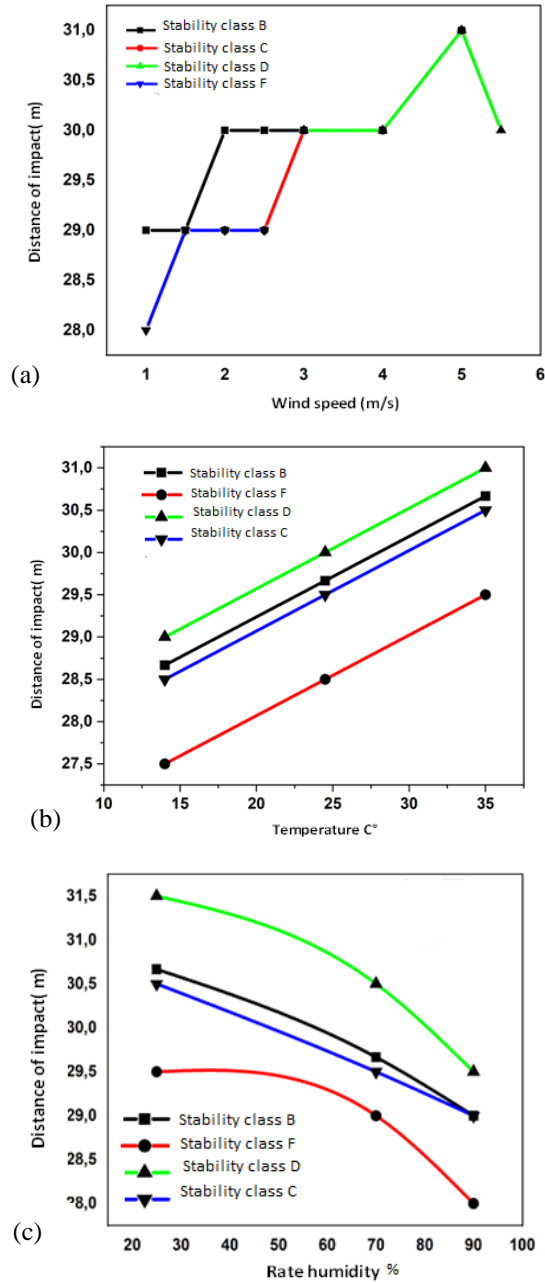 31,0
30,5
30,0
29,5
29,0
28,5
28,0
Distance of impact( m)
Stability class B
Stability class C
Stability class D
Stability class F
1 2 3 4 5 6
Wind speed (m/s)
(a)
31,0
30,5
30,0
29,5
29,0
28,5
28,0
27,5
Distance of impact( m)
Stability class B
Stability class F
Stability class D
Stability class C
10 15 20 25 30 35
Temperature C°
(b)
31,5
31,0
30,5
30,0
29,5
29,0
28,5
28,0
Distance of impact( m)
Stability class B
Stability class F
Stability class D
Stability class C
20 30 40 50 60 70 80 90 100
Rate humidity %
(c)